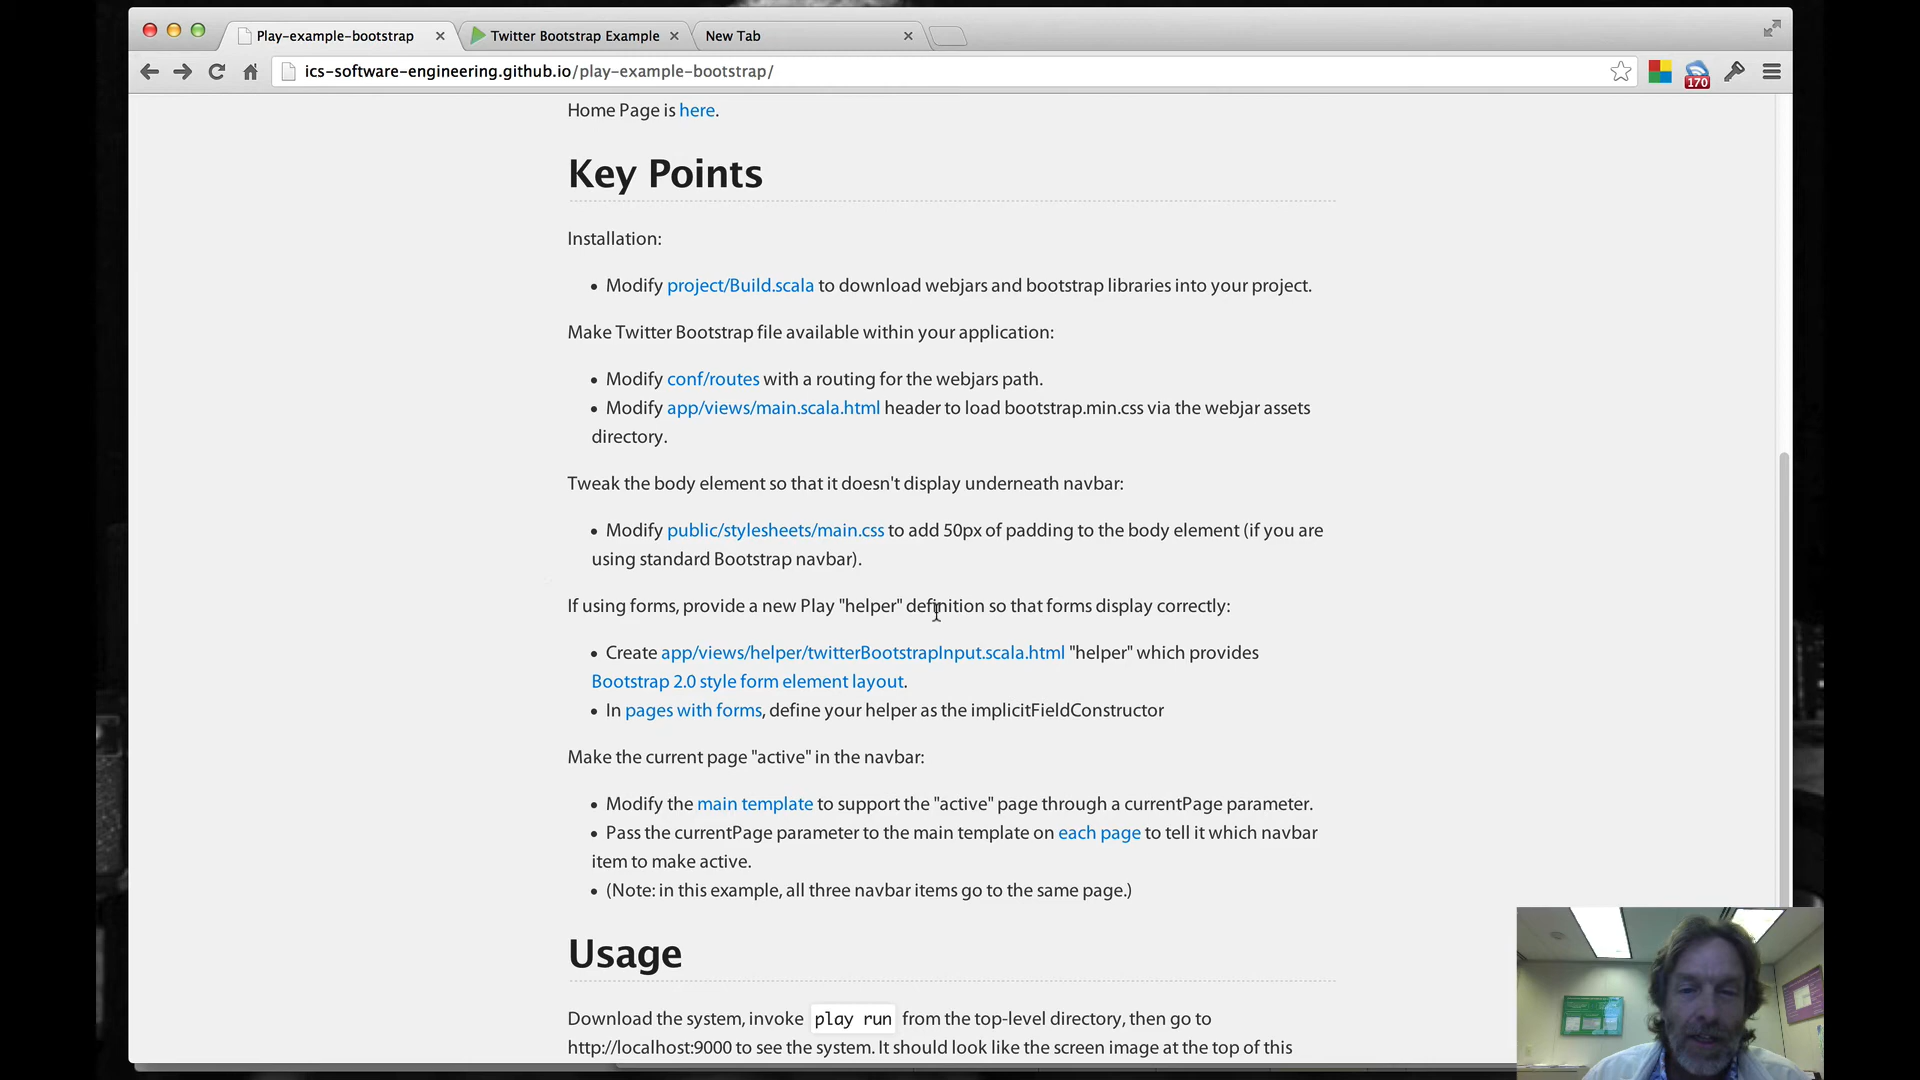 Play-example-bootstrap
Twitter Bootstrap Example
New Tab
ics-software-engineering.github.io/play-example-bootstrap/
170
Home Page is here.
Key Points
Installation:
• Modify project/Build.scala to download webjars and bootstrap libraries into your project.
Make Twitter Bootstrap file available within your application:
• Modify conf/routes with a routing for the webjars path.
• Modify app/views/main.scala.html header to load bootstrap.min.css via the webjar assets
directory.
Tweak the body element so that it doesn't display underneath navbar:
• Modify public/stylesheets/main.css to add 50px of padding to the body element (if you are
using standard Bootstrap navbar).
If using forms, provide a new Play "helper" definition so that forms display correctly:
• Create app/views/helper/twitterBootstrapInput.scala.html "helper" which provides
Bootstrap 2.0 style form element layout.
• In pages with forms, define your helper as the implicitFieldConstructor
Make the current page "active" in the navbar:
• Modify the main template to support the "active" page through a currentPage parameter.
• Pass the currentPage parameter to the main template on each page to tell it which navbar
item to make active.
• (Note: in this example, all three navbar items go to the same page.)
Usage
Download the system, invoke play run from the top-level directory, then go to
http://localhost:9000 to see the system. It should look like the screen image at the top of this